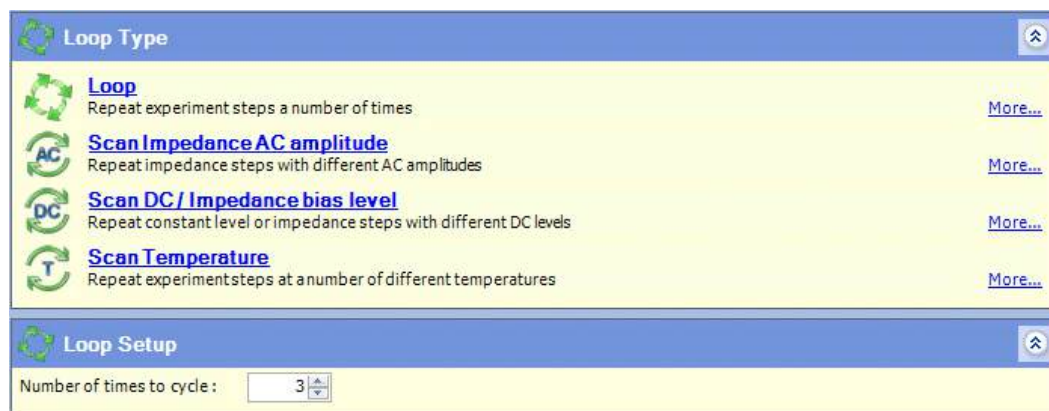 Loop Type
Loop
Repeat experiment steps a number of times
More...
Scan Impedance AC amplitude
AC
Repeat impedance steps with different AC amplitudes
More...
Scan DC / Impedance bias level
DC
Repeat constant level or impedance steps with different DC levels
More...
Scan Temperature
T
Repeat experiment steps at a number of different temperatures
More...
Loop Setup
Number of times to cycle : 3